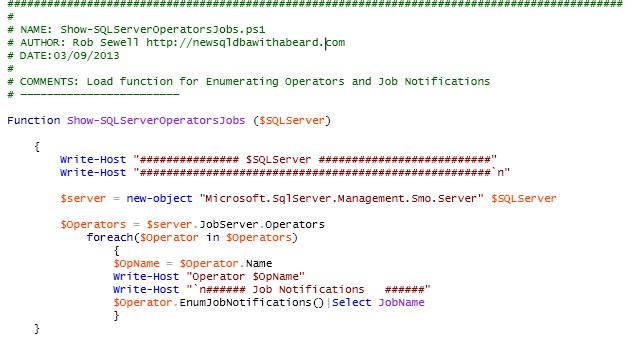 #############################################################################################
#
# NAME: Show-SQLServerOperatorsJobs.ps1
# AUTHOR: Rob Sewell http://newsqldbawithabeard.com
# DATE:03/09/2013
#
# COMMENTS: Load function for Enumerating Operators and Job Notifications
# ------------------------
Function Show-SQLServerOperatorsJobs ($SQLServer)
{
Write-Host "############### $SQLServer ##########################"
Write-Host "#####################################################`n"
$server = new-object "Microsoft.SqlServer.Management.Smo.Server" $SQLServer
$Operators = $server.JobServer.Operators
foreach($Operator in $Operators)
{
$OpName = $Operator.Name
Write-Host "Operator $OpName"
Write-Host "`n###### Job Notifications   ######"
$Operator.EnumJobNotifications()|Select JobName
}
}